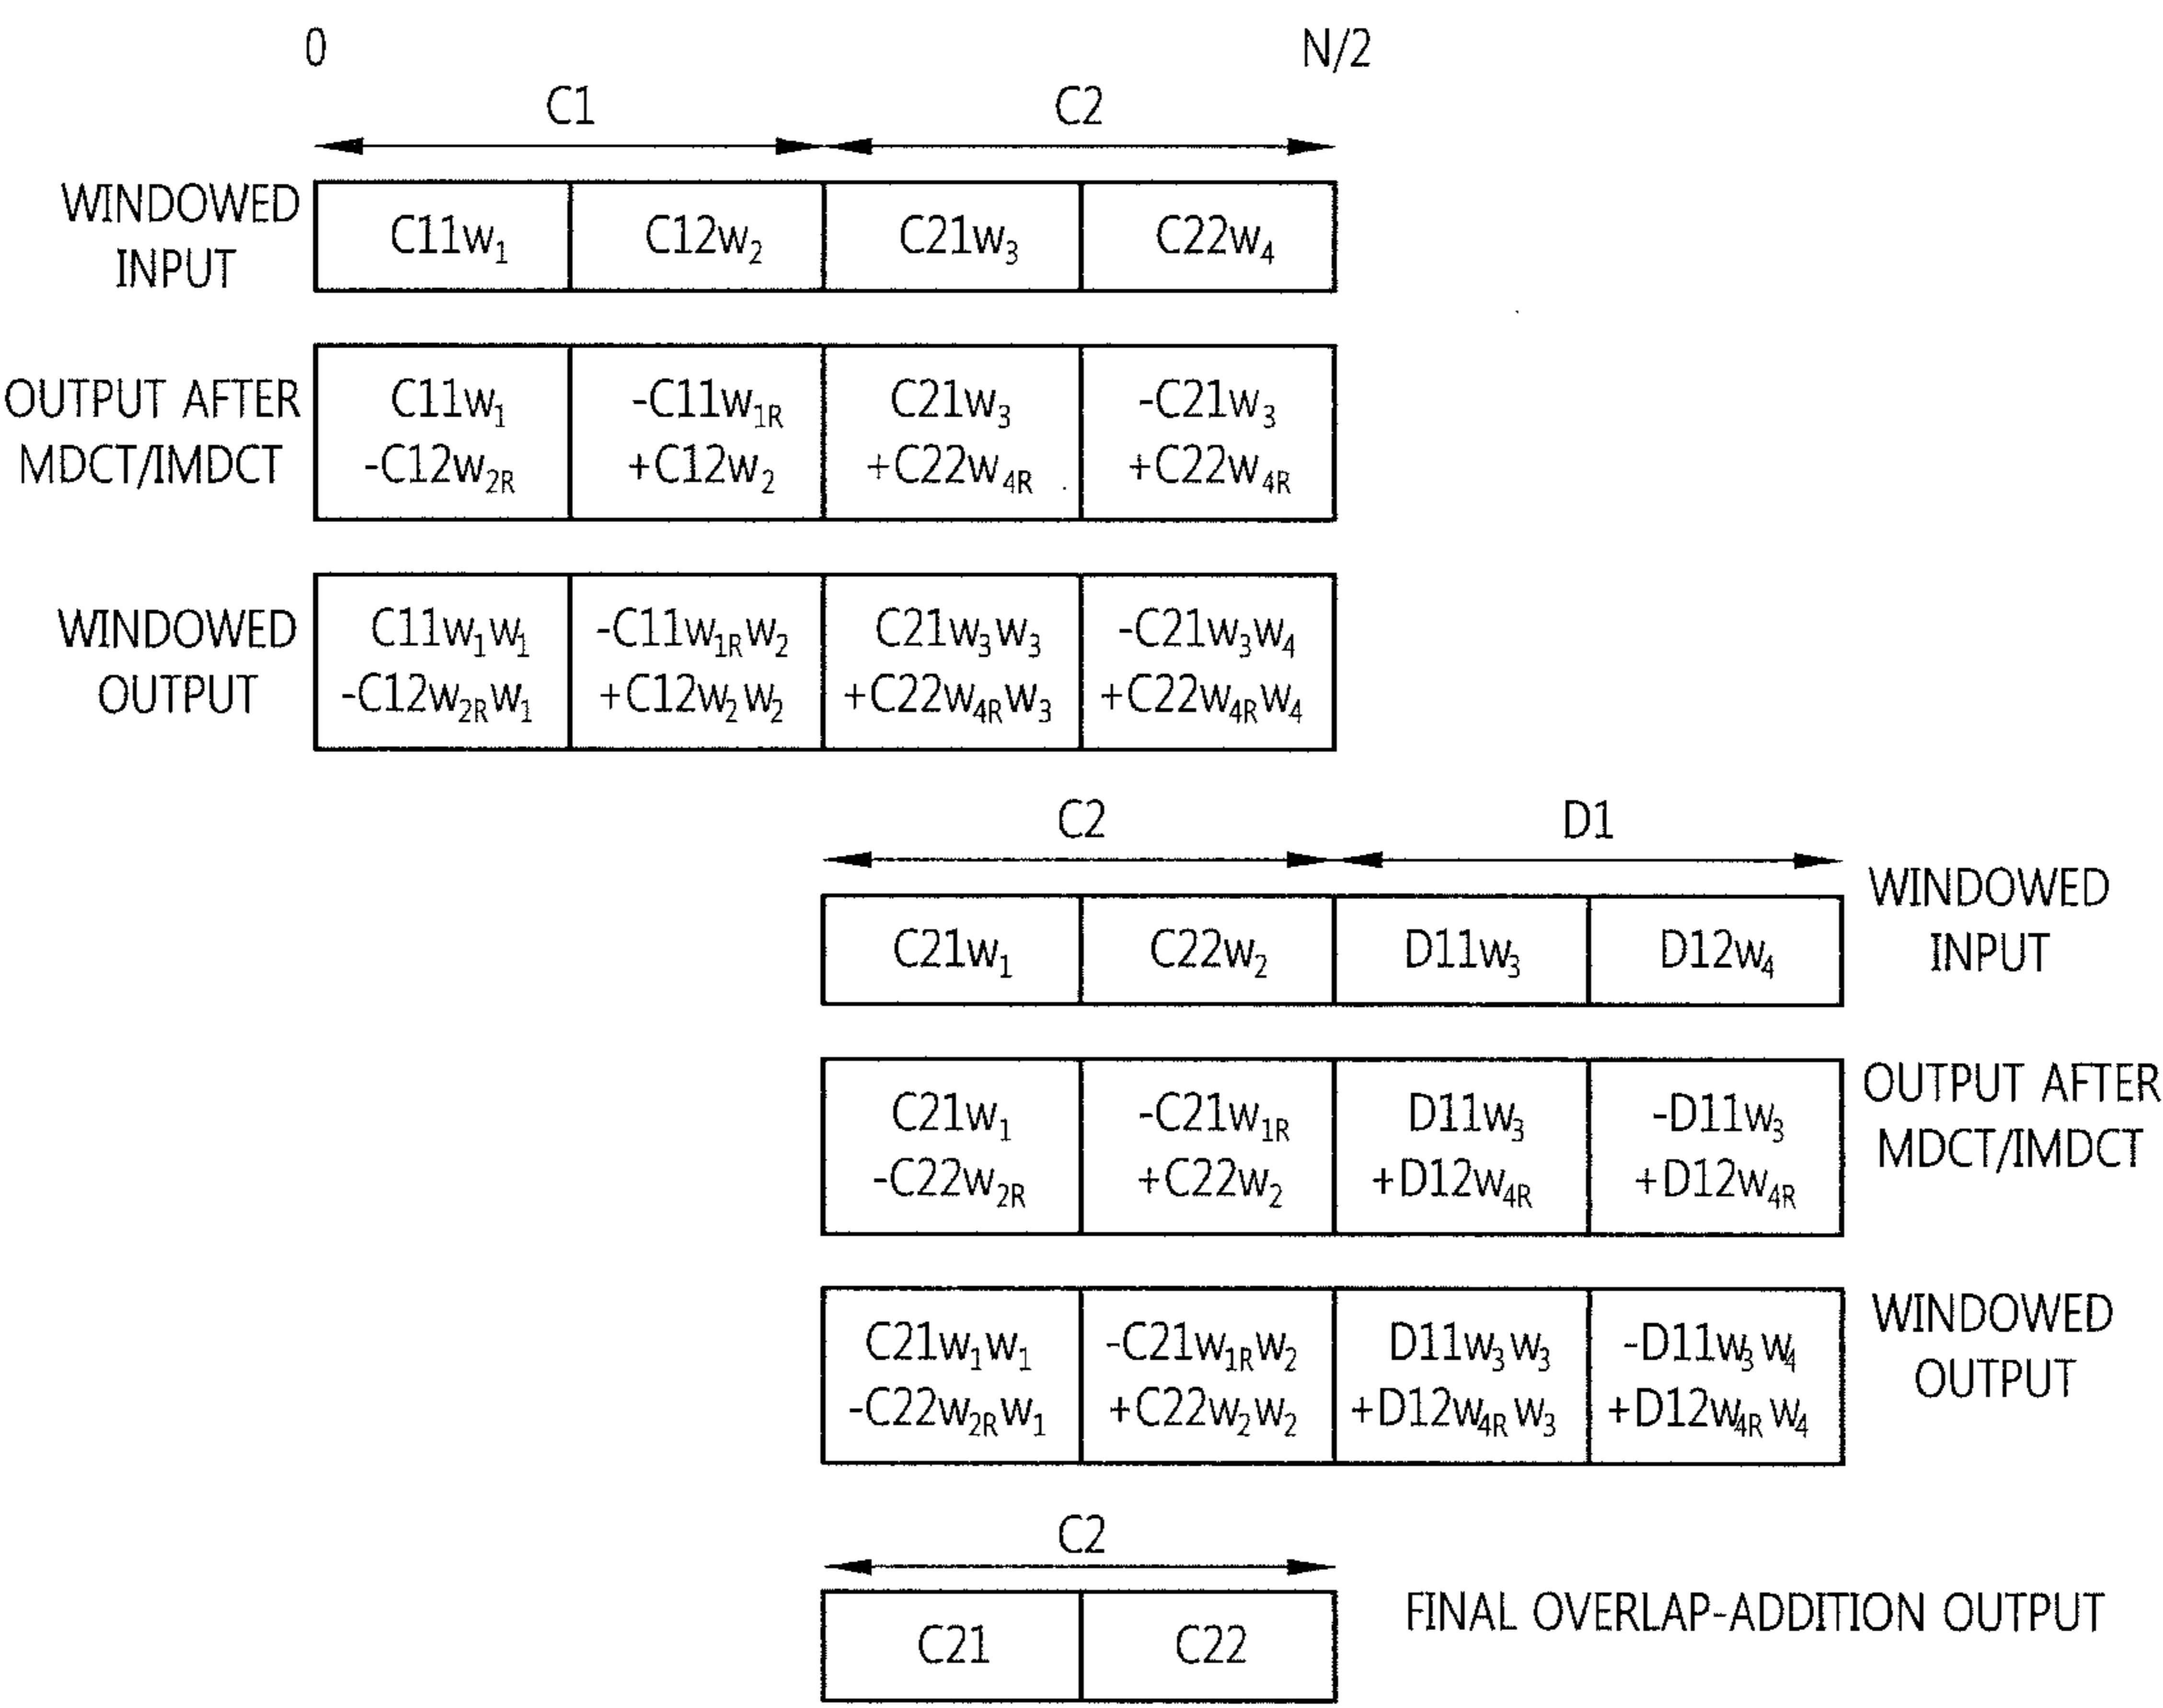 0 N/2
C1 C2
WINDOWED
INPUT
C11w₁ C12w₂ C21w₃ C22w₄
OUTPUT AFTER
MDCT/IMDCT
C11w₁ -C11w₁R C21w₃ -C21w₃
-C12w₂R +C12w₂ +C22w₄R +C22w₄R
WINDOWED
OUTPUT
C11w₁w₁ -C11w₁Rw₂ C21w₃w₃ -C21w₃w₄
-C12w₂Rw₁ +C12w₂w₂ +C22w₄Rw₃ +C22w₄Rw₄
C2 D1
WINDOWED
INPUT
C21w₁ C22w₂ D11w₃ D12w₄
OUTPUT AFTER
MDCT/IMDCT
C21w₁ -C21w₁R D11w₃ -D11w₃
-C22w₂R +C22w₂ +D12w₄R +D12w₄R
WINDOWED
OUTPUT
C21w₁w₁ -C21w₁Rw₂ D11w₃w₃ -D11w₃w₄
-C22w₂Rw₁ +C22w₂w₂ +D12w₄Rw₃ +D12w₄Rw₄
C2
C21 C22
FINAL OVERLAP-ADDITION OUTPUT